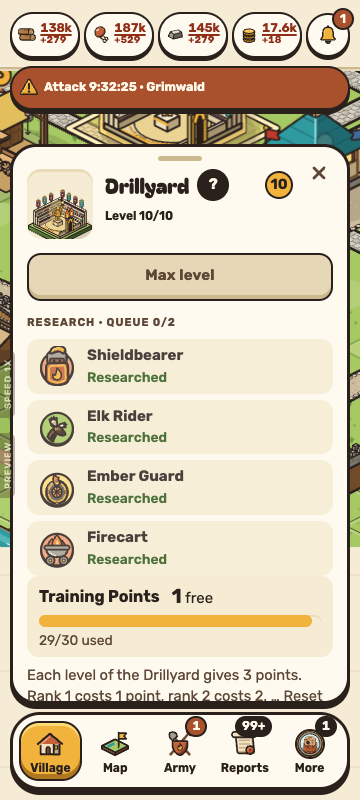 138k
+279
187k
+529
145k
+279
17.6k
+18
1
Attack 9:32:25 · Grimwald
Drillyard ? 10
Level 10/10
Max level
RESEARCH · QUEUE 0/2
Shieldbearer
Researched
Elk Rider
Researched
Ember Guard
Researched
Firecart
Researched
SPEED 1X
PREVIEW
Training Points 1 free
29/30 used
Each level of the Drillyard gives 3 points.
Rank 1 costs 1 point, rank 2 costs 2, … Reset
1
99+
1
Village
Map
Army
Reports
More